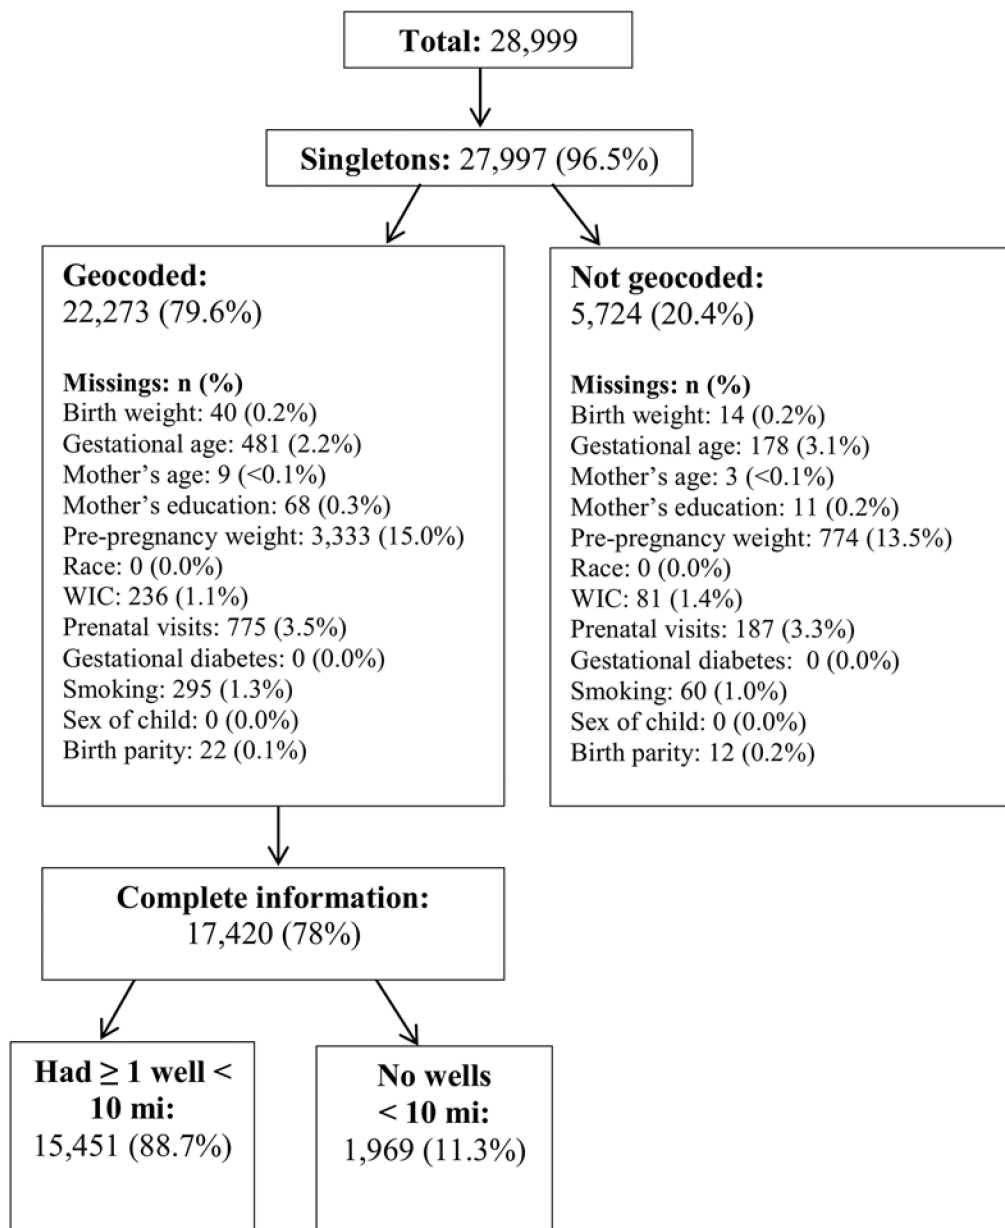 Total: 28,999
Singletons: 27,997 (96.5%)
Geocoded:
22,273 (79.6%)
Missings: n (%)
Birth weight: 40 (0.2%)
Gestational age: 481 (2.2%)
Mother’s age: 9 (<0.1%)
Mother’s education: 68 (0.3%)
Pre-pregnancy weight: 3,333 (15.0%)
Race: 0 (0.0%)
WIC: 236 (1.1%)
Prenatal visits: 775 (3.5%)
Gestational diabetes: 0 (0.0%)
Smoking: 295 (1.3%)
Sex of child: 0 (0.0%)
Birth parity: 22 (0.1%)
Not geocoded:
5,724 (20.4%)
Missings: n (%)
Birth weight: 14 (0.2%)
Gestational age: 178 (3.1%)
Mother’s age: 3 (<0.1%)
Mother’s education: 11 (0.2%)
Pre-pregnancy weight: 774 (13.5%)
Race: 0 (0.0%)
WIC: 81 (1.4%)
Prenatal visits: 187 (3.3%)
Gestational diabetes:  0 (0.0%)
Smoking: 60 (1.0%)
Sex of child: 0 (0.0%)
Birth parity: 12 (0.2%)
Complete information:
17,420 (78%)
Had ≥ 1 well <
10 mi:
15,451 (88.7%)
No wells
< 10 mi:
1,969 (11.3%)